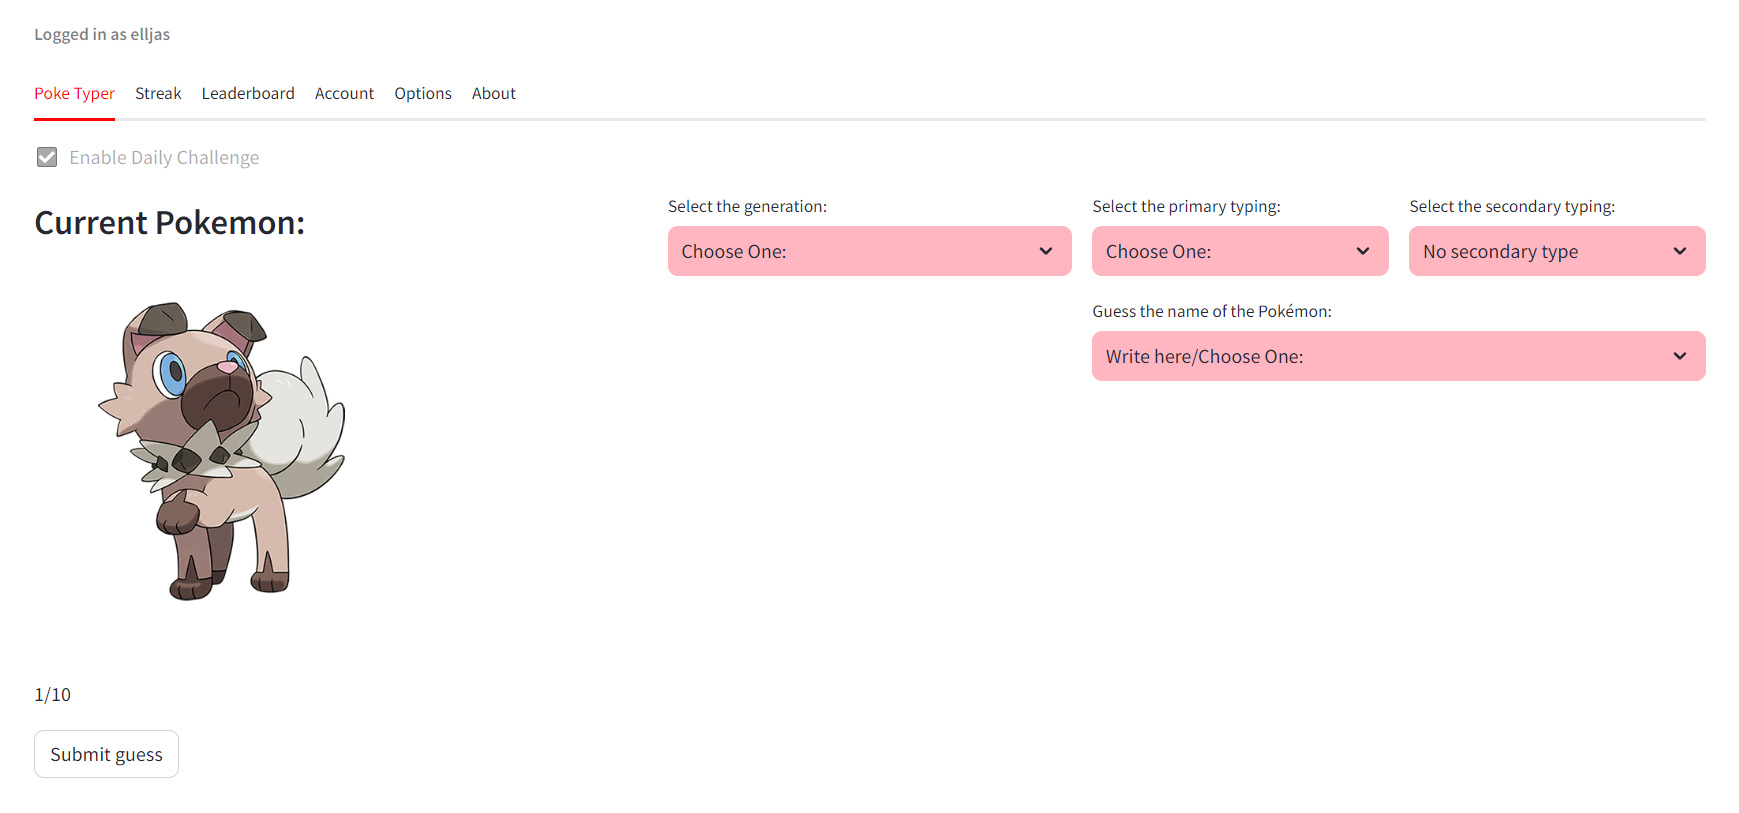 Logged in as elljas
Poke Typer Streak Leaderboard Account Options About
Enable Daily Challenge
Current Pokemon:
Select the generation:
Choose One:
Select the primary typing:
Choose One:
Select the secondary typing:
No secondary type
Guess the name of the Pokémon:
Write here/Choose One:
1/10
Submit guess